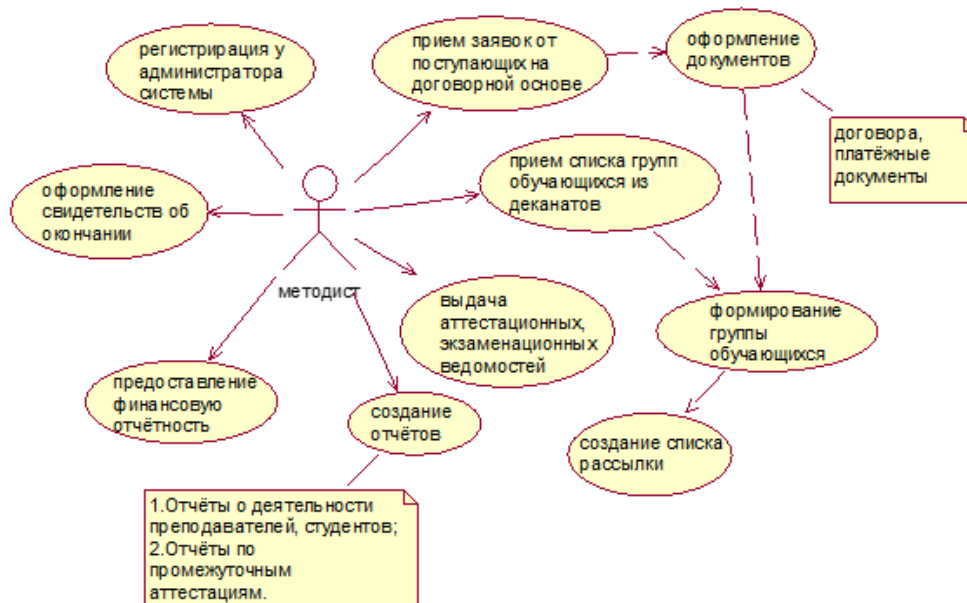 регистрирация у
администратора
системы
прием заявок от
поступающих на
договорной основе
оформление
документов
договора,
платёжные
документы
оформление
свидетельств об
окончании
прием списка групп
обучающихся из
деканатов
методист
выдача
аттестационных,
экзаменационных
ведомостей
формирование
группы
обучающихся
предоставление
финансовую
отчётность
создание
отчётов
создание списка
рассылки
1.Отчёты о деятельности
преподавателей, студентов;
2.Отчёты по
промежуточным
аттестациям.